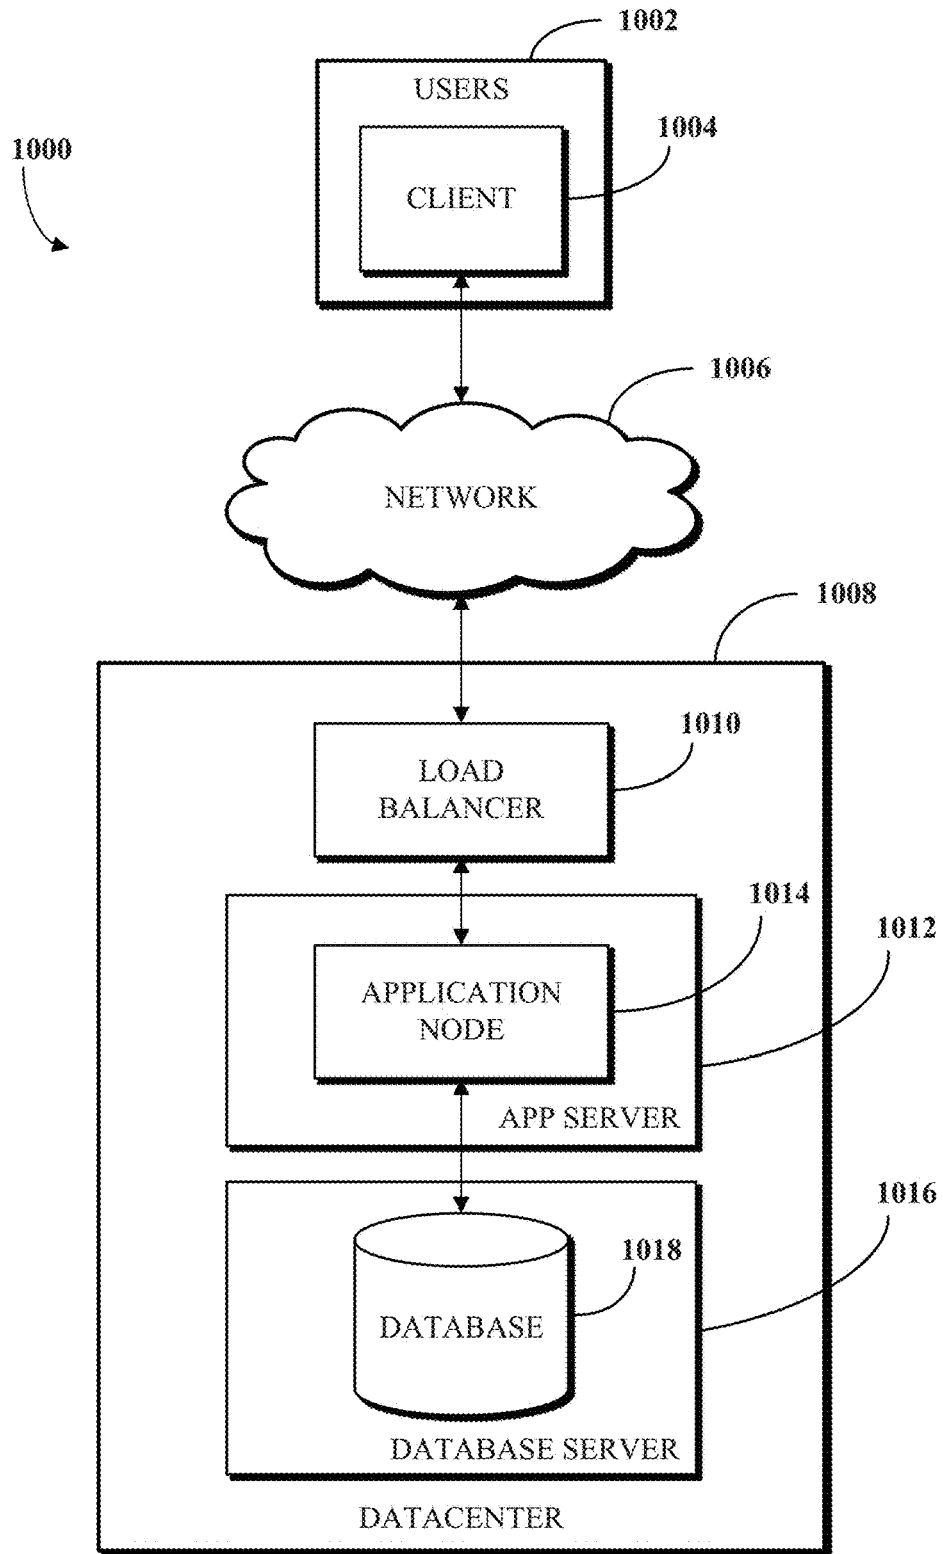 1002
USERS
1004
1000
CLIENT
1006
NETWORK
1008
1010
LOAD
BALANCER
1014
1012
APPLICATION
NODE
APP SERVER
1016
1018
DATABASE
DATABASE SERVER
DATACENTER